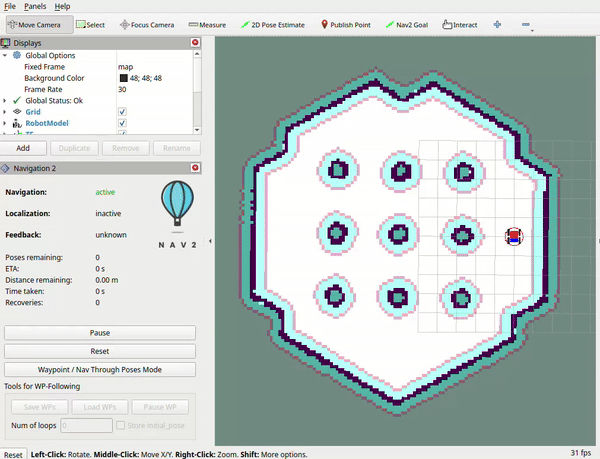 File Panels Help
Move Camera Select Focus Camera Measure 2D Pose Estimate Publish Point Nav2 Goal Interact
Displays
Global Options
Fixed Frame map
Background Color 48; 48; 48
Frame Rate 30
Global Status: Ok
Grid
RobotModel
Add Duplicate Remove Rename
Navigation 2
Navigation: active
Localization: inactive
Feedback: unknown
NAV2
Poses remaining: 0
ETA: 0 s
Distance remaining: 0.00 m
Time taken: 0 s
Recoveries: 0
Pause
Reset
Waypoint / Nav Through Poses Mode
Tools for WP-Following
Save WPs Load WPs Pause WP
Num of loops 0 Store initial_pose
Reset Left-Click: Rotate. Middle-Click: Move X/Y. Right-Click: Zoom. Shift: More options. 31 fps